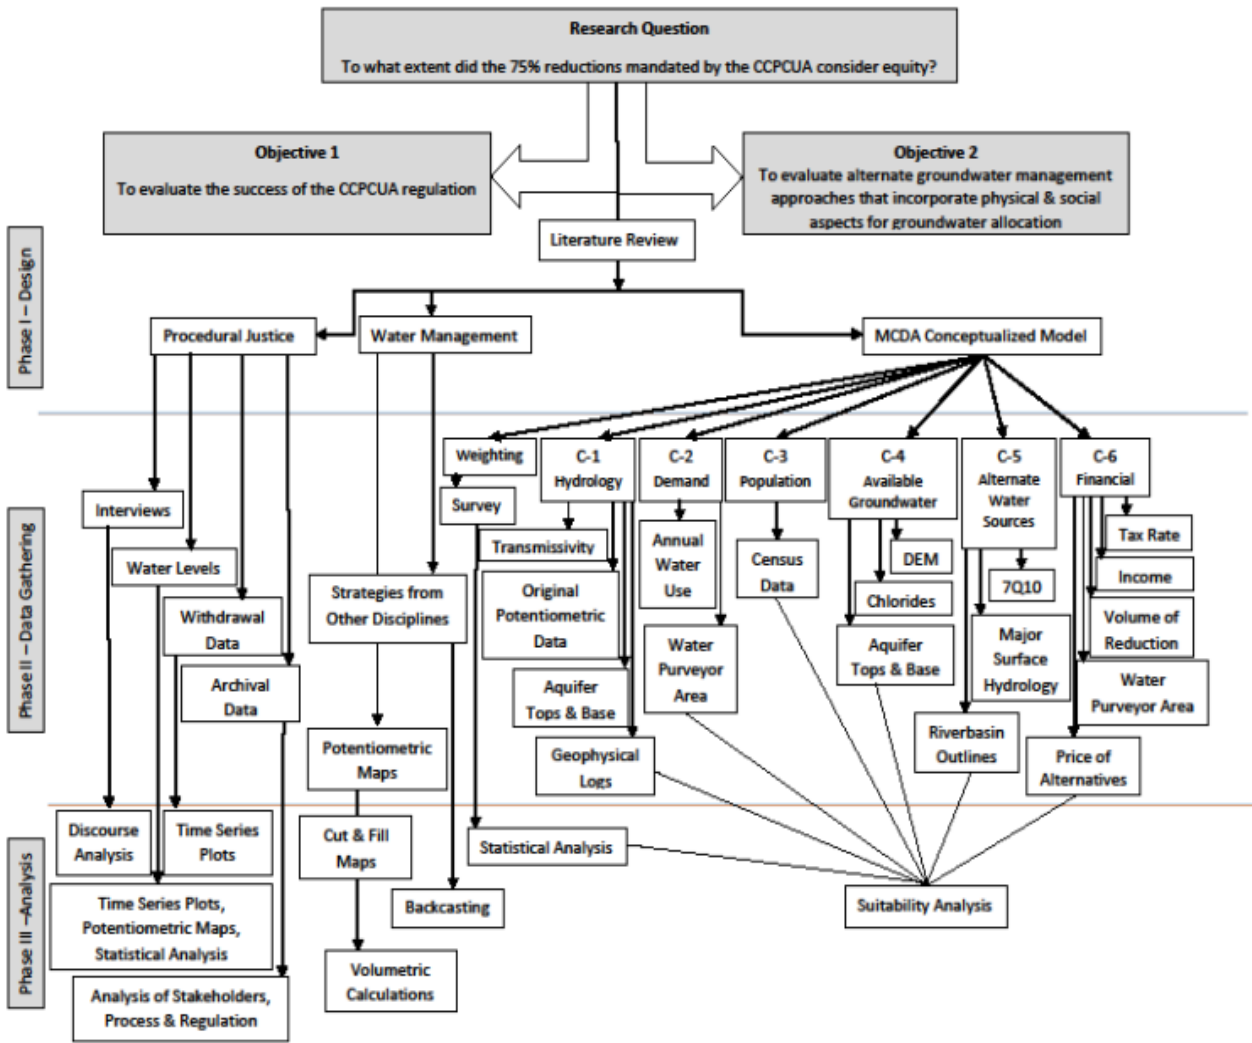 Research Question
To what extent did the 75% reductions mandated by the CCPCUA consider equity?
Objective 1
To evaluate the success of the CCPCUA regulation
Objective 2
To evaluate alternate groundwater management
approaches that incorporate physical & social
aspects for groundwater allocation
Literature Review
Phase I – Design
Procedural Justice
Water Management
MCDA Conceptualized Model
Phase II – Data Gathering
Weighting
C-1
Hydrology
C-2
Demand
C-3
Population
C-4
Available
Groundwater
C-5
Alternate
Water
Sources
C-6
Financial
Interviews
Survey
Water Levels
Withdrawal
Data
Archival
Data
Strategies from
Other Disciplines
Potentiometric
Maps
Transmissivity
Original
Potentiometric
Data
Aquifer
Tops & Base
Geophysical
Logs
Annual
Water
Use
Water
Purveyor
Area
Census
Data
DEM
Chlorides
Aquifer
Tops & Base
7Q10
Major
Surface
Hydrology
Riverbasin
Outlines
Tax Rate
Income
Volume of
Reduction
Water
Purveyor Area
Price of
Alternatives
Phase III –Analysis
Discourse
Analysis
Time Series
Plots
Time Series Plots,
Potentiometric Maps,
Statistical Analysis
Analysis of Stakeholders,
Process & Regulation
Cut & Fill
Maps
Volumetric
Calculations
Backcasting
Statistical Analysis
Suitability Analysis